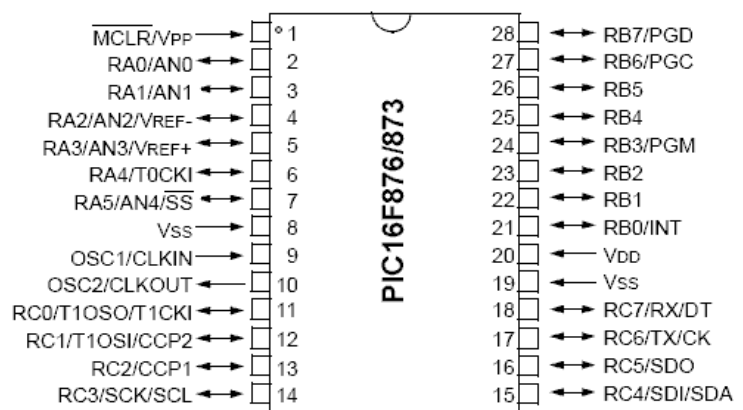 MCLR/VPP 1 28 RB7/PGD
RA0/AN0 2 27 RB6/PGC
RA1/AN1 3 26 RB5
RA2/AN2/VREF- 4 25 RB4
RA3/AN3/VREF+ 5 24 RB3/PGM
RA4/T0CKI 6 23 RB2
RA5/AN4/SS 7 22 RB1
VSS 8 21 RB0/INT
OSC1/CLKIN 9 20 VDD
OSC2/CLKOUT 10 19 VSS
RC0/T1OSO/T1CKI 11 18 RC7/RX/DT
RC1/T1OSI/CCP2 12 17 RC6/TX/CK
RC2/CCP1 13 16 RC5/SDO
RC3/SCK/SCL 14 15 RC4/SDI/SDA
PIC16F876/873